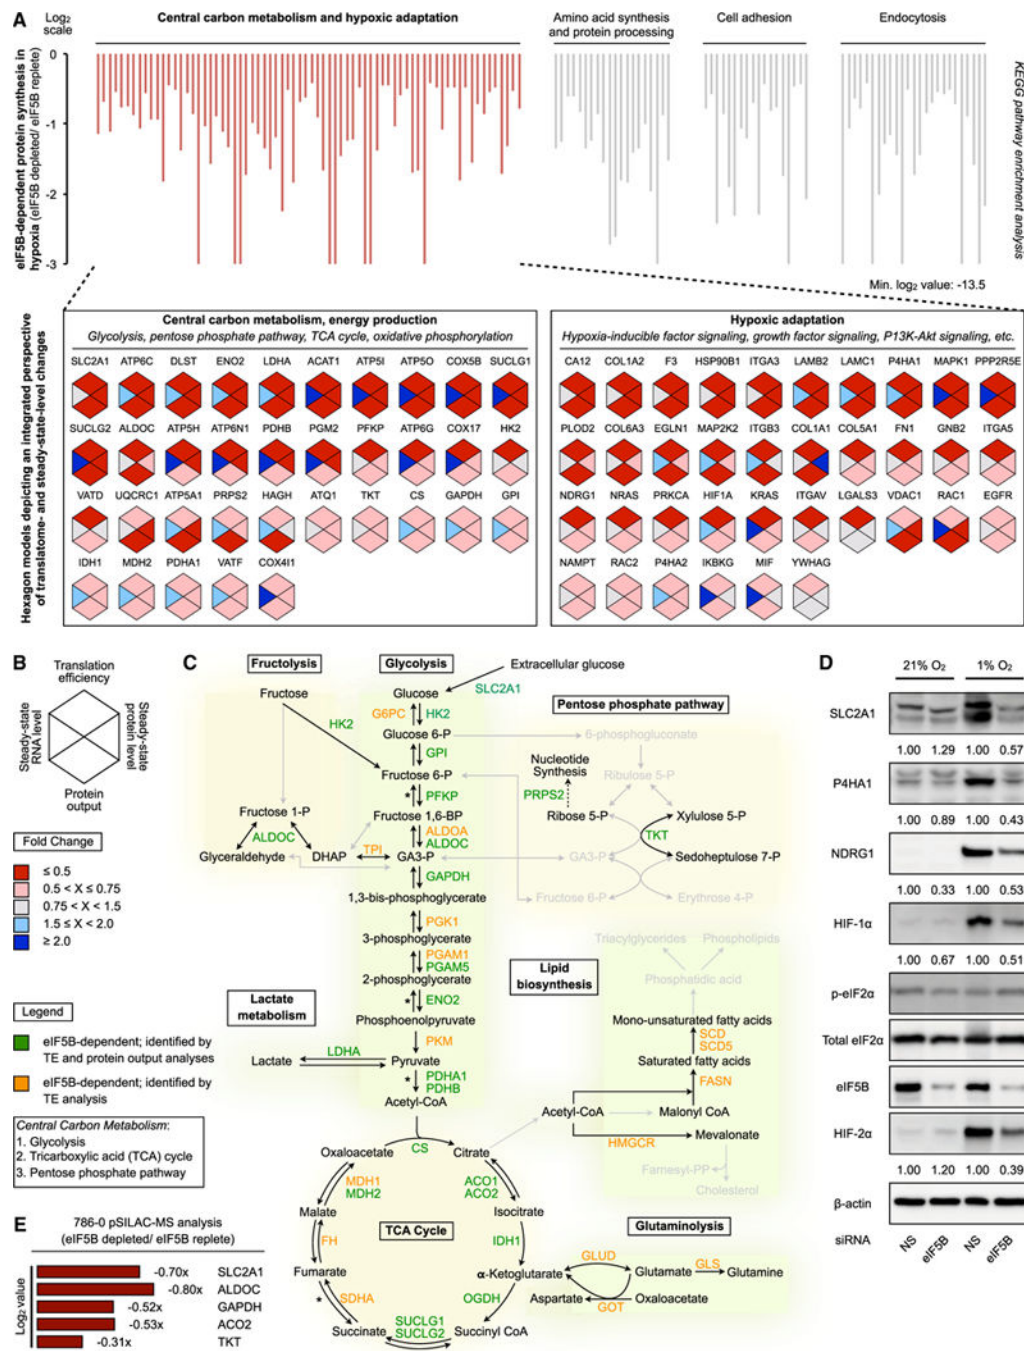 A
Log2 scale
Central carbon metabolism and hypoxic adaptation
Amino acid synthesis
and protein processing
Cell adhesion
Endocytosis
eIF5B-dependent protein synthesis in
hypoxia (eIF5B depleted/ eIF5B replete)
0
-1
-2
-3
KEGG pathway enrichment analysis
Min. log2 value: -13.5
Hexagon models depicting an integrated perspective
of translatome- and steady-state-level changes
Central carbon metabolism, energy production
Glycolysis, pentose phosphate pathway, TCA cycle, oxidative phosphorylation
SLC2A1 ATP6C DLST ENO2 LDHA ACAT1 ATP5I ATP5O COX5B SUCLG1
SUCLG2 ALDOC ATP5H ATP6N1 PDHB PGM2 PFKP ATP6G COX17 HK2
VATD UQCRC1 ATP5A1 PRPS2 HAGH ATQ1 TKT CS GAPDH GPI
IDH1 MDH2 PDHA1 VATF COX4I1
Hypoxic adaptation
Hypoxia-inducible factor signaling, growth factor signaling, P13K-Akt signaling, etc.
CA12 COL1A2 F3 HSP90B1 ITGA3 LAMB2 LAMC1 P4HA1 MAPK1 PPP2R5E
PLOD2 COL6A3 EGLN1 MAP2K2 ITGB3 COL1A1 COL5A1 FN1 GNB2 ITGA5
NDRG1 NRAS PRKCA HIF1A KRAS ITGAV LGALS3 VDAC1 RAC1 EGFR
NAMPT RAC2 P4HA2 IKBKG MIF YWHAG
B
Translation
efficiency
Steady-state
RNA level
Steady-state
protein level
Protein
output
Fold Change
≤ 0.5
0.5 < X ≤ 0.75
0.75 < X < 1.5
1.5 ≤ X < 2.0
≥ 2.0
Legend
eIF5B-dependent; identified by
TE and protein output analyses
eIF5B-dependent; identified by
TE analysis
Central Carbon Metabolism:
1. Glycolysis
2. Tricarboxylic acid (TCA) cycle
3. Pentose phosphate pathway
C
Fructolysis
Glycolysis
Extracellular glucose
SLC2A1
Fructose
Glucose
HK2
G6PC
HK2
Glucose 6-P
GPI
Fructose 6-P
*
PFKP
Fructose 1-P
Fructose 1,6-BP
ALDOC
ALDOA
ALDOC
Glyceraldehyde
DHAP
TPI
GA3-P
GAPDH
1,3-bis-phosphoglycerate
PGK1
3-phosphoglycerate
PGAM1
PGAM5
2-phosphoglycerate
*
ENO2
Phosphoenolpyruvate
PKM
Lactate
metabolism
Lactate
LDHA
Pyruvate
*
PDHA1
PDHB
Acetyl-CoA
Pentose phosphate pathway
6-phosphogluconate
Nucleotide
Synthesis
Ribulose 5-P
PRPS2
Ribose 5-P
Xylulose 5-P
TKT
GA3-P
Sedoheptulose 7-P
Fructose 6-P
Erythrose 4-P
Lipid
biosynthesis
Triacylglycerides
Phospholipids
Phosphatidic acid
Mono-unsaturated fatty acids
SCD
SCD5
Saturated fatty acids
FASN
Acetyl-CoA
Malonyl CoA
HMGCR
Mevalonate
Farnesyl-PP
Cholesterol
CS
Oxaloacetate
Citrate
MDH1
MDH2
ACO1
ACO2
Malate
Isocitrate
TCA Cycle
FH
IDH1
Fumarate
α-Ketoglutarate
*
SDHA
OGDH
Succinate
SUCLG1
SUCLG2
Succinyl CoA
Glutaminolysis
GLUD
Glutamate
GLS
Glutamine
Aspartate
GOT
Oxaloacetate
D
21% O2
1% O2
SLC2A1
1.00 1.29 1.00 0.57
P4HA1
1.00 0.89 1.00 0.43
NDRG1
1.00 0.33 1.00 0.53
HIF-1α
1.00 0.67 1.00 0.51
p-eIF2α
Total eIF2α
eIF5B
HIF-2α
1.00 1.20 1.00 0.39
β-actin
siRNA
NS eIF5B NS eIF5B
E
786-0 pSILAC-MS analysis
(eIF5B depleted/ eIF5B replete)
Log2 value
-0.70x SLC2A1
-0.80x ALDOC
-0.52x GAPDH
-0.53x ACO2
-0.31x TKT